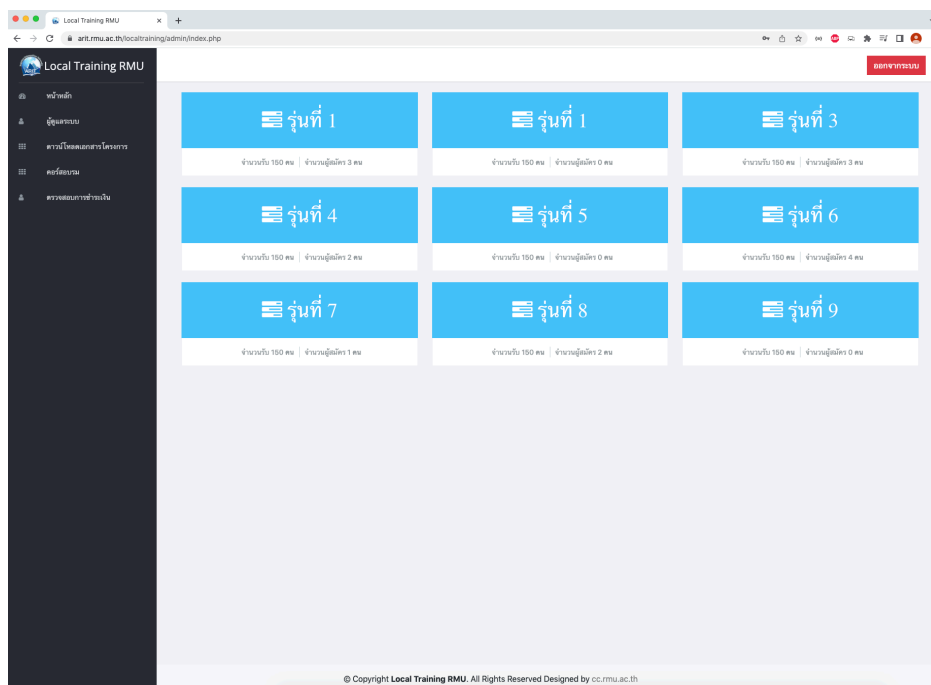 Local Training RMU
arit.rmu.ac.th/localtraining/admin/index.php
Local Training RMU
ออกจากระบบ
หน้าหลัก
ผู้ดูแลระบบ
ดาวน์โหลดเอกสารโครงการ
คอร์สอบรม
ตรวจสอบการชำระเงิน
รุ่นที่ 1
จำนวนรับ 150 คน จำนวนผู้สมัคร 3 คน
รุ่นที่ 1
จำนวนรับ 150 คน จำนวนผู้สมัคร 0 คน
รุ่นที่ 3
จำนวนรับ 150 คน จำนวนผู้สมัคร 3 คน
รุ่นที่ 4
จำนวนรับ 150 คน จำนวนผู้สมัคร 2 คน
รุ่นที่ 5
จำนวนรับ 150 คน จำนวนผู้สมัคร 0 คน
รุ่นที่ 6
จำนวนรับ 150 คน จำนวนผู้สมัคร 4 คน
รุ่นที่ 7
จำนวนรับ 150 คน จำนวนผู้สมัคร 1 คน
รุ่นที่ 8
จำนวนรับ 150 คน จำนวนผู้สมัคร 2 คน
รุ่นที่ 9
จำนวนรับ 150 คน จำนวนผู้สมัคร 0 คน
© Copyright Local Training RMU. All Rights Reserved Designed by cc.rmu.ac.th